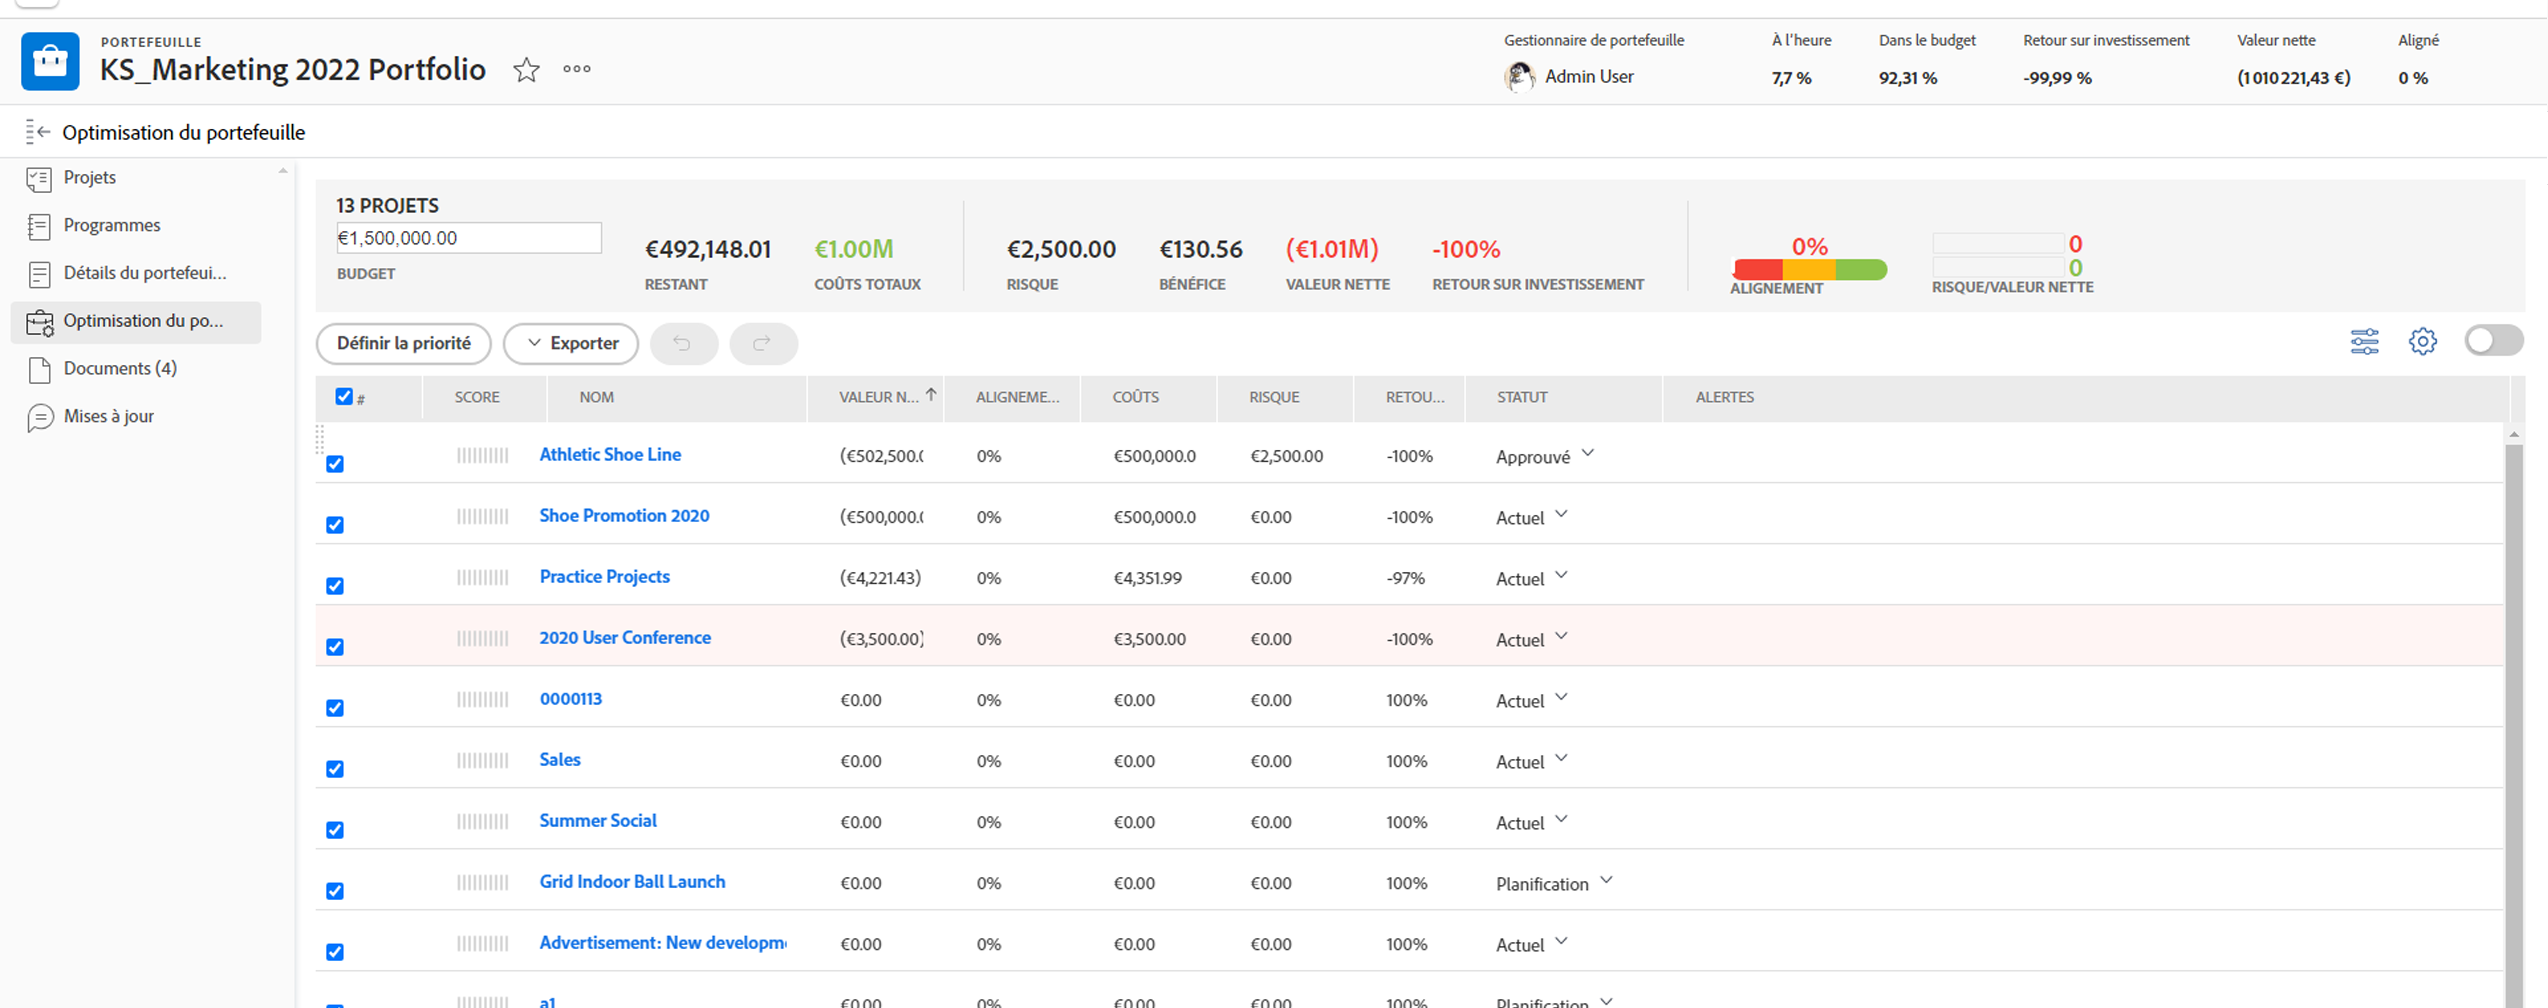 PORTEFEUILLE
KS_Marketing 2022 Portfolio
Gestionnaire de portefeuille
Admin User
À l'heure
7,7 %
Dans le budget
92,31 %
Retour sur investissement
-99,99 %
Valeur nette
(1 010 221,43 €)
Aligné
0 %
Optimisation du portefeuille
Projets
Programmes
Détails du portefeui...
Optimisation du po...
Documents (4)
Mises à jour
13 PROJETS
€1,500,000.00
BUDGET
€492,148.01
RESTANT
€1.00M
COÛTS TOTAUX
€2,500.00
RISQUE
€130.56
BÉNÉFICE
(€1.01M)
VALEUR NETTE
-100%
RETOUR SUR INVESTISSEMENT
0%
ALIGNEMENT
0
0
RISQUE/VALEUR NETTE
Définir la priorité
Exporter
# SCORE NOM VALEUR N... ALIGNEME... COÛTS RISQUE RETOU... STATUT ALERTES
Athletic Shoe Line (€502,500.0 0% €500,000.0 €2,500.00 -100% Approuvé
Shoe Promotion 2020 (€500,000.0 0% €500,000.0 €0.00 -100% Actuel
Practice Projects (€4,221.43) 0% €4,351.99 €0.00 -97% Actuel
2020 User Conference (€3,500.00) 0% €3,500.00 €0.00 -100% Actuel
0000113 €0.00 0% €0.00 €0.00 100% Actuel
Sales €0.00 0% €0.00 €0.00 100% Actuel
Summer Social €0.00 0% €0.00 €0.00 100% Actuel
Grid Indoor Ball Launch €0.00 0% €0.00 €0.00 100% Planification
Advertisement: New developm €0.00 0% €0.00 €0.00 100% Actuel
a1 €0.00 0% €0.00 €0.00 100% Planification